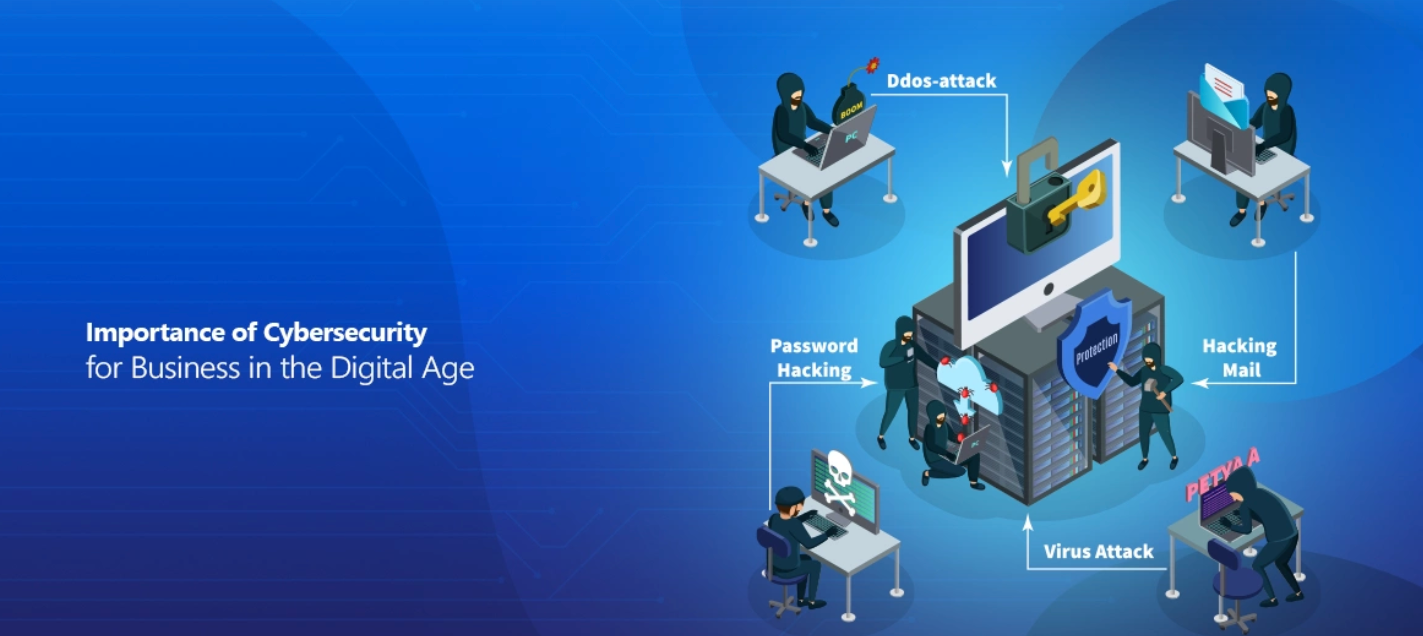 Importance of Cybersecurity
for Business in the Digital Age
Ddos-attack
BOOM
PC
Password
Hacking
Protection
Hacking
Mail
PC
PETYA A
Virus Attack